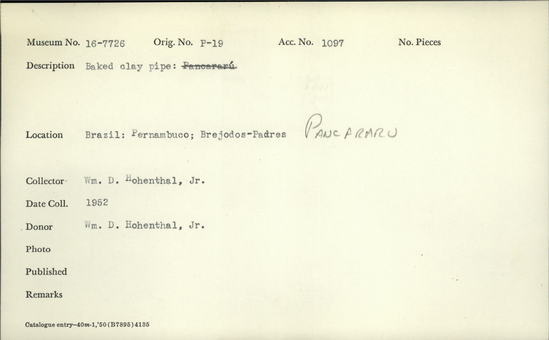 Museum No. 16-7726 Orig. No. P-19 Acc. No. 1097 No. Pieces
Description Baked clay pipe: Pancararú
Location Brazil: Pernambuco; Brejodos-Padres PANCARARU
Collector Wm. D. Hohenthal, Jr.
Date Coll. 1952
Donor Wm. D. Hohenthal, Jr.
Photo
Published
Remarks
Catalogue entry—40m-1,'50(B7895)4135